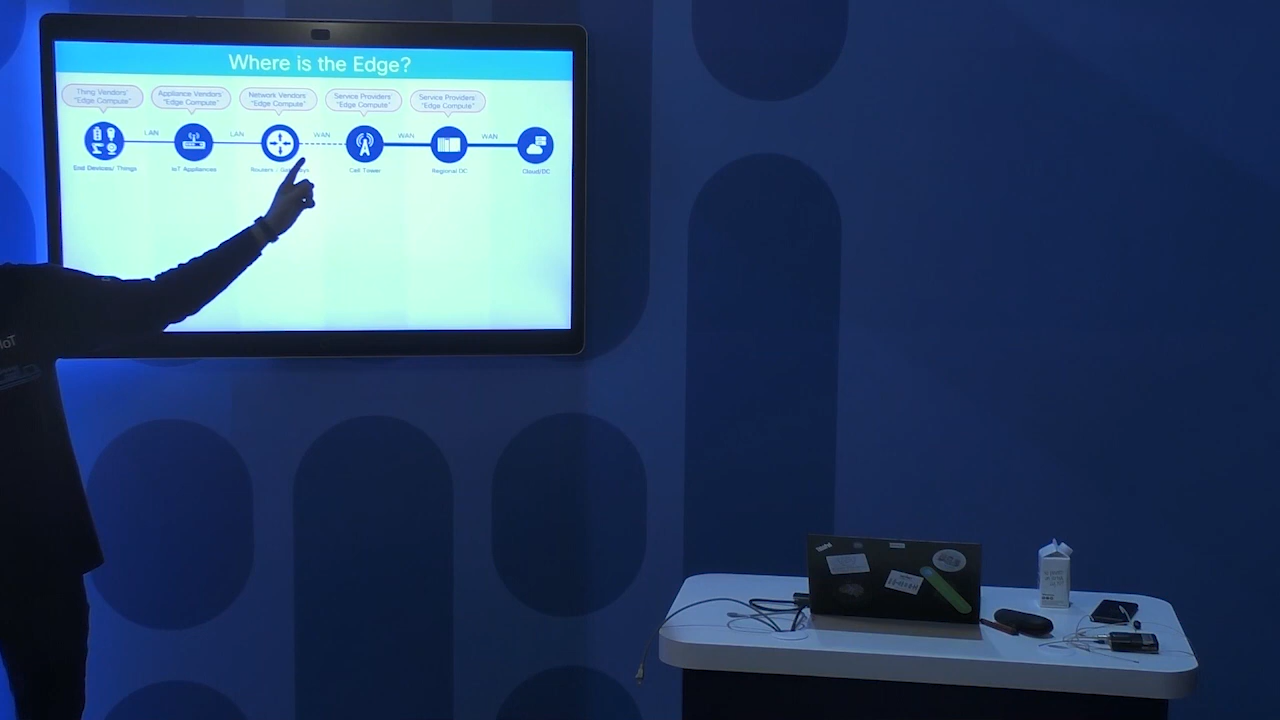 Where is the Edge?
Thing Vendors'
"Edge Compute"
Appliance Vendors'
"Edge Compute"
Network Vendors'
"Edge Compute"
Service Providers'
"Edge Compute"
Service Providers'
"Edge Compute"
LAN
LAN
WAN
WAN
WAN
End Devices/ Things
IoT Appliances
Routers
Cell Tower
Regional DC
Cloud/DC
IoT